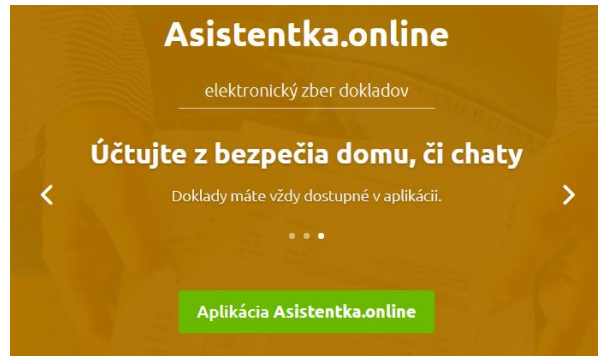 Asistentka.online
elektronický zber dokladov
Účtujte z bezpečia domu, či chaty
Doklady máte vždy dostupné v aplikácii.
Aplikácia Asistentka.online